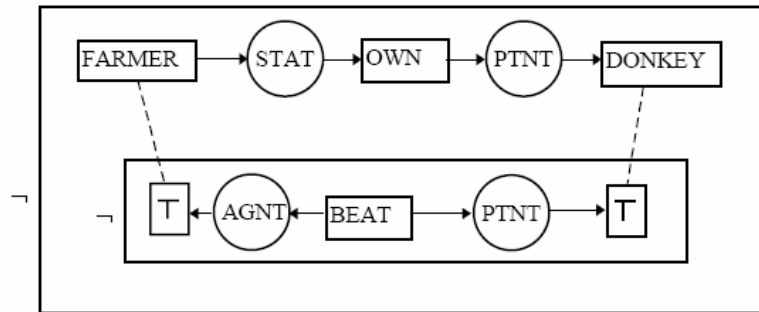 FARMER STAT OWN PTNT DONKEY
¬ ¬ T AGNT BEAT PTNT T